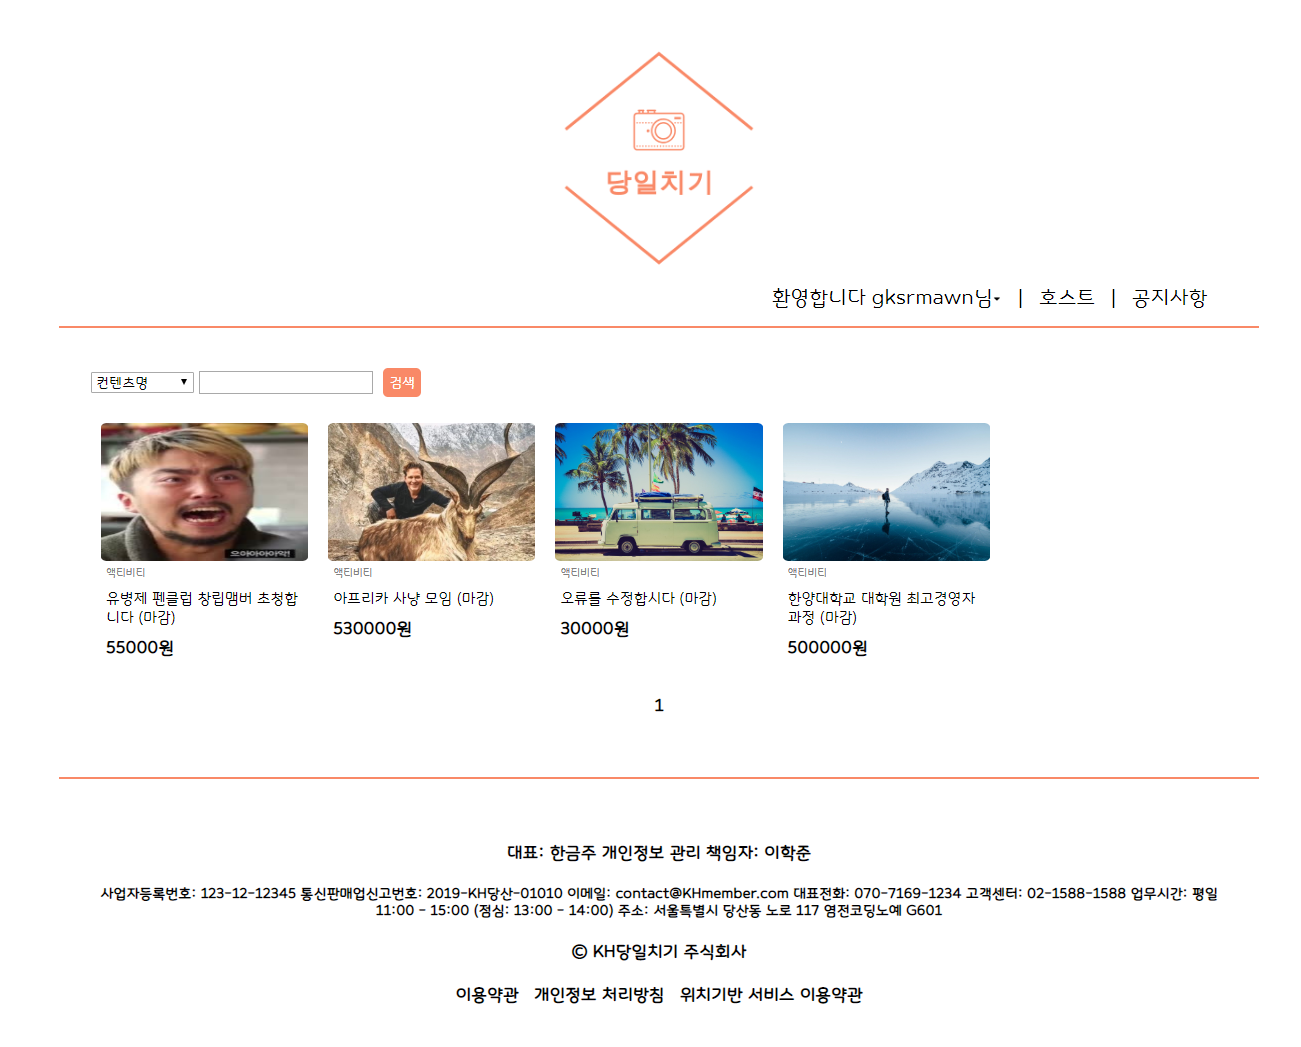 당일치기
환영합니다 gksrmawn님 | 호스트 | 공지사항
컨텐츠명 검색
으아아아아악!
액티비티 액티비티 액티비티 액티비티
유병제 펜클럽 창립맴버 초청합
니다 (마감)
55000원
아프리카 사냥 모임 (마감)
530000원
오류를 수정합시다 (마감)
30000원
한양대학교 대학원 최고경영자
과정 (마감)
500000원
1
대표: 한금주 개인정보 관리 책임자: 이학준
사업자등록번호: 123-12-12345 통신판매업신고번호: 2019-KH당산-01010 이메일: contact@KHmember.com 대표전화: 070-7169-1234 고객센터: 02-1588-1588 업무시간: 평일
11:00 - 15:00 (점심: 13:00 - 14:00) 주소: 서울특별시 당산동 노로 117 염전코딩노예 G601
© KH당일치기 주식회사
이용약관 개인정보 처리방침 위치기반 서비스 이용약관